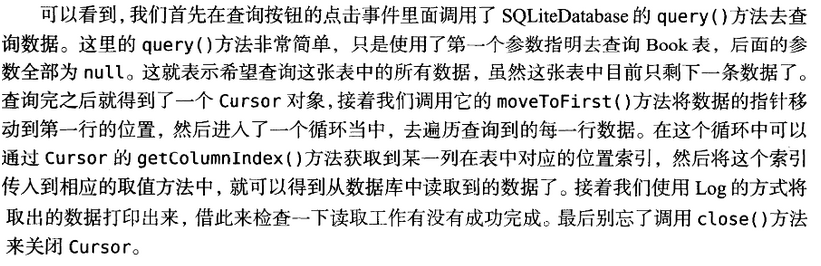 可以看到，我们首先在查询按钮的点击事件里面调用了 SQLiteDatabase 的 query()方法去查
询数据。这里的 query()方法非常简单，只是使用了第一个参数指明去查询 Book 表，后面的参
数全部为 null。这就表示希望查询这张表中的所有数据，虽然这张表中目前只剩下一条数据了。
查询完之后就得到了一个 Cursor 对象，接着我们调用它的 moveToFirst()方法将数据的指针移
动到第一行的位置，然后进入了一个循环当中，去遍历查询到的每一行数据。在这个循环中可以
通过 Cursor 的 getColumnIndex()方法获取到某一列在表中对应的位置索引，然后将这个索引
传入到相应的取值方法中，就可以得到从数据库中读取到的数据了。接着我们使用 Log 的方式将
取出的数据打印出来，借此来检查一下读取工作有没有成功完成。最后别忘了调用 close()方法
来关闭 Cursor。